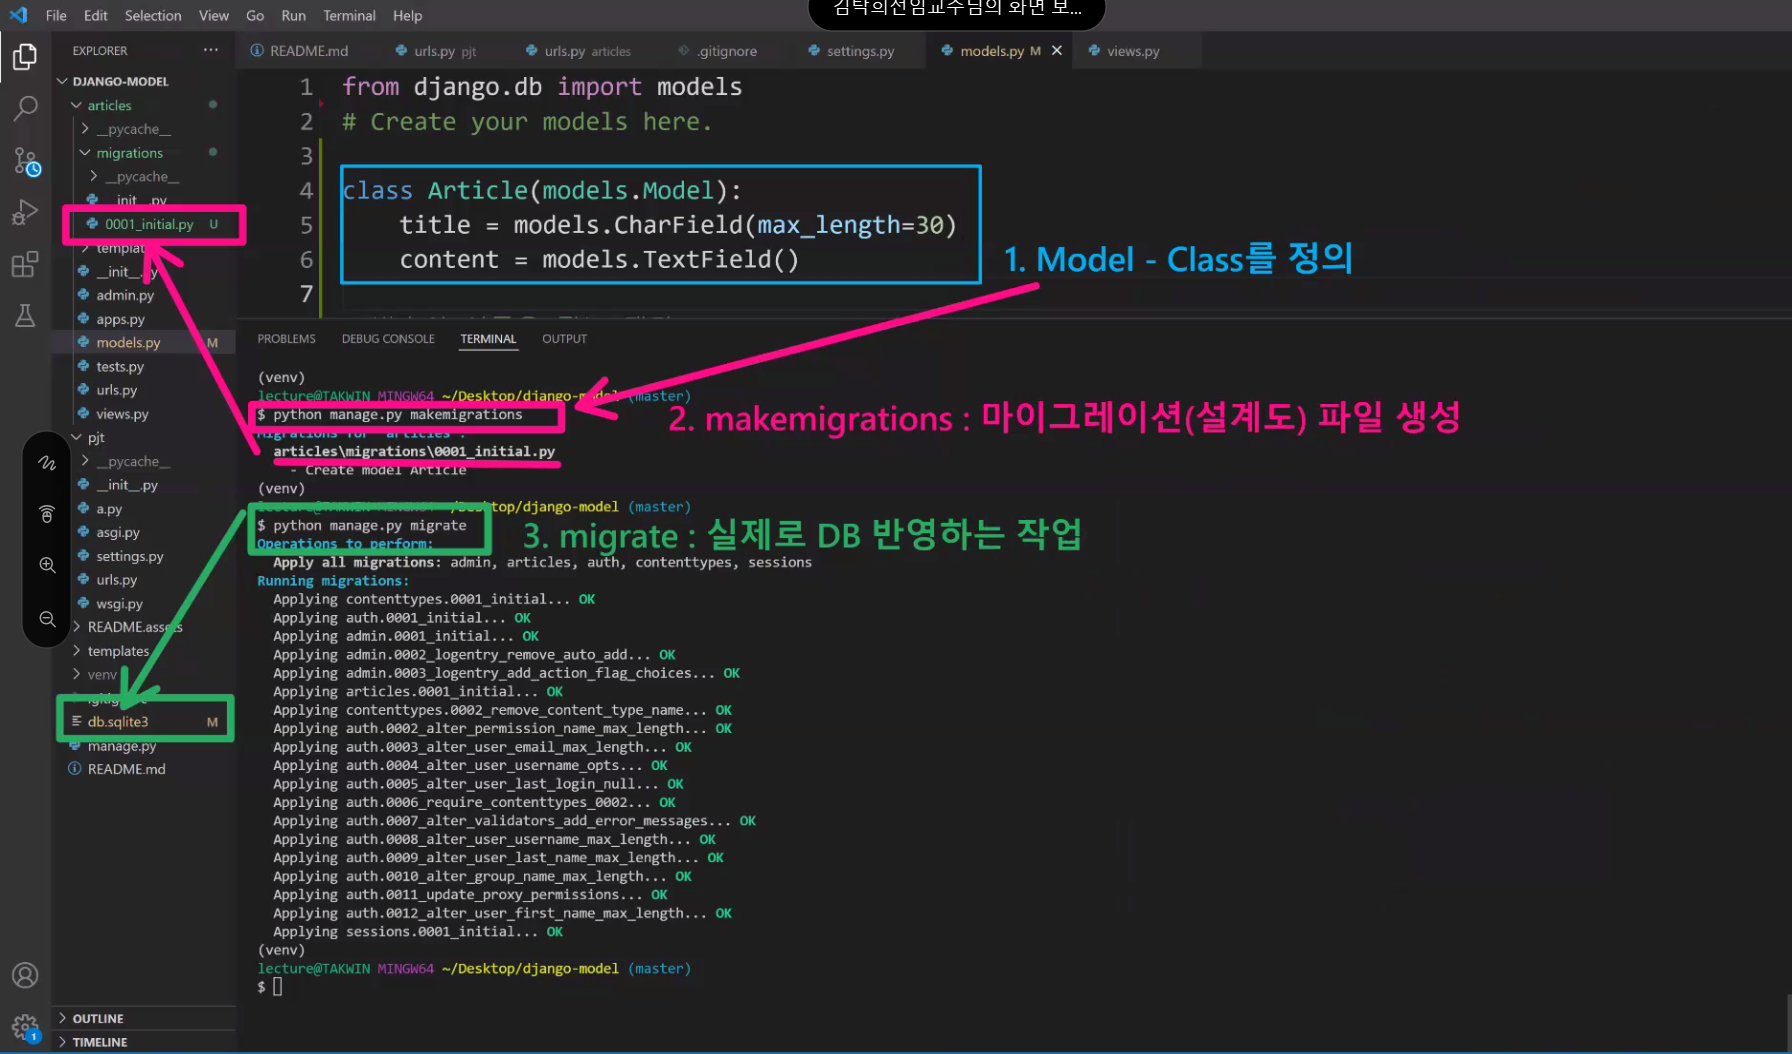 김탁희선임교수님의 화면 보...
File Edit Selection View Go Run Terminal Help
EXPLORER
README.md
urls.py pjt
urls.py articles
.gitignore
settings.py
models.py M
views.py
DJANGO-MODEL
articles
__pycache__
migrations
__pycache__
__init__.py
0001_initial.py U
templat
__init__.py
admin.py
apps.py
models.py M
tests.py
urls.py
views.py
pjt
__pycache__
__init__.py
a.py
asgi.py
settings.py
urls.py
wsgi.py
README.assets
templates
venv
db.sqlite3 M
manage.py
README.md
OUTLINE
TIMELINE
1 from django.db import models
2 # Create your models here.
3
4 class Article(models.Model):
5 title = models.CharField(max_length=30)
6 content = models.TextField()
7
1. Model - Class를 정의
PROBLEMS DEBUG CONSOLE TERMINAL OUTPUT
(venv)
lecture@TAKWIN MINGW64 ~/Desktop/django-model (master)
$ python manage.py makemigrations
2. makemigrations : 마이그레이션(설계도) 파일 생성
Migrations for 'articles':
articles\migrations\0001_initial.py
- Create model Article
(venv)
lecture@TAKWIN MINGW64 ~/Desktop/django-model (master)
$ python manage.py migrate
3. migrate : 실제로 DB 반영하는 작업
Operations to perform:
Apply all migrations: admin, articles, auth, contenttypes, sessions
Running migrations:
Applying contenttypes.0001_initial... OK
Applying auth.0001_initial... OK
Applying admin.0001_initial... OK
Applying admin.0002_logentry_remove_auto_add... OK
Applying admin.0003_logentry_add_action_flag_choices... OK
Applying articles.0001_initial... OK
Applying contenttypes.0002_remove_content_type_name... OK
Applying auth.0002_alter_permission_name_max_length... OK
Applying auth.0003_alter_user_email_max_length... OK
Applying auth.0004_alter_user_username_opts... OK
Applying auth.0005_alter_user_last_login_null... OK
Applying auth.0006_require_contenttypes_0002... OK
Applying auth.0007_alter_validators_add_error_messages... OK
Applying auth.0008_alter_user_username_max_length... OK
Applying auth.0009_alter_user_last_name_max_length... OK
Applying auth.0010_alter_group_name_max_length... OK
Applying auth.0011_update_proxy_permissions... OK
Applying auth.0012_alter_user_first_name_max_length... OK
Applying sessions.0001_initial... OK
(venv)
lecture@TAKWIN MINGW64 ~/Desktop/django-model (master)
$